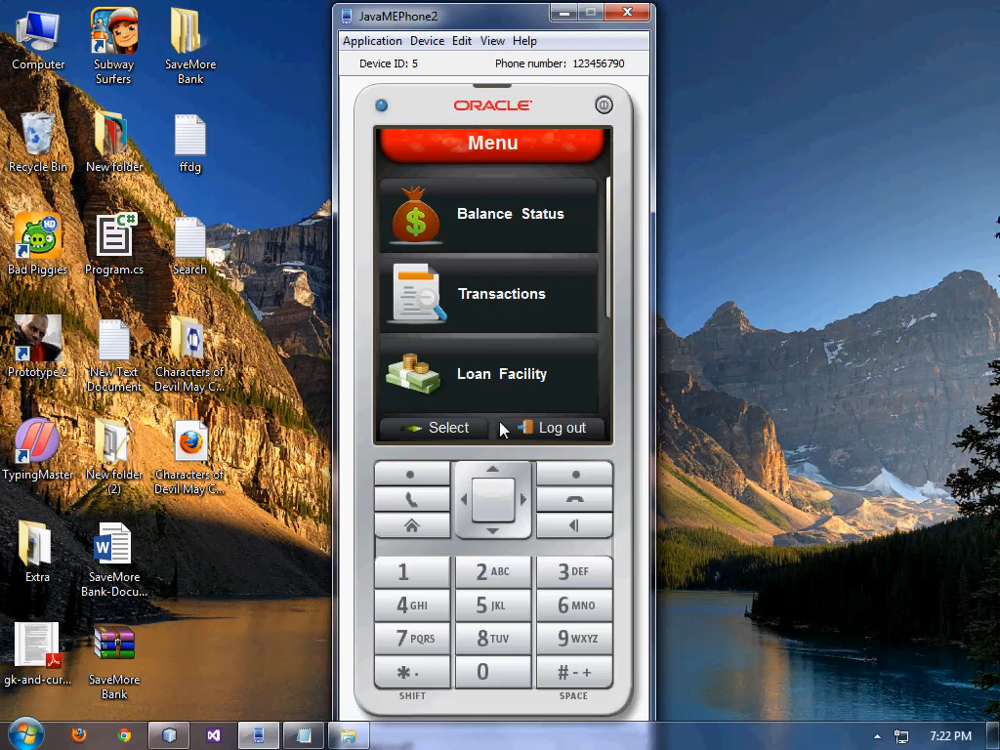 Computer
Subway
Surfers
SaveMore
Bank
Recycle Bin
New folder
ffdg
Bad Piggies
C#
Program.cs
Search
HD
Prototype 2
New Text
Document
Characters of
Devil May C...
TypingMaster
New folder
(2)
Characters of
Devil May C...
Extra
W
SaveMore
Bank-Docu...
gk-and-cur...
SaveMore
Bank
JavaMEPhone2
Application Device Edit View Help
Device ID: 5 Phone number: 123456790
ORACLE
Menu
$
Balance Status
Transactions
Loan Facility
Select
Log out
1 2 ABC 3 DEF
4 GHI 5 JKL 6 MNO
7 PQRS 8 TUV 9 WXYZ
* . 0 # - +
SHIFT SPACE
7:22 PM